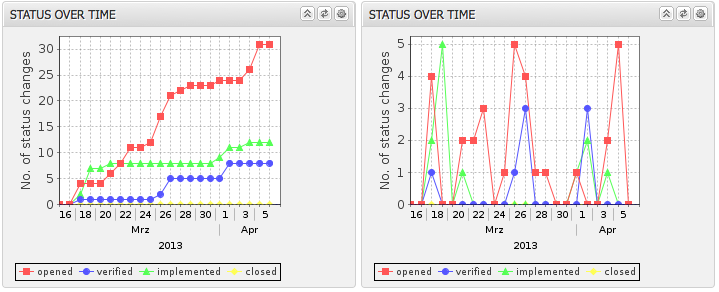 STATUS OVER TIME
No. of status changes
30
25
20
15
10
5
0
16 18 20 22 24 26 28 30 1 3 5
Mrz Apr
2013
opened verified implemented closed
STATUS OVER TIME
No. of status changes
5
4
3
2
1
0
16 18 20 22 24 26 28 30 1 3 5
Mrz Apr
2013
opened verified implemented closed